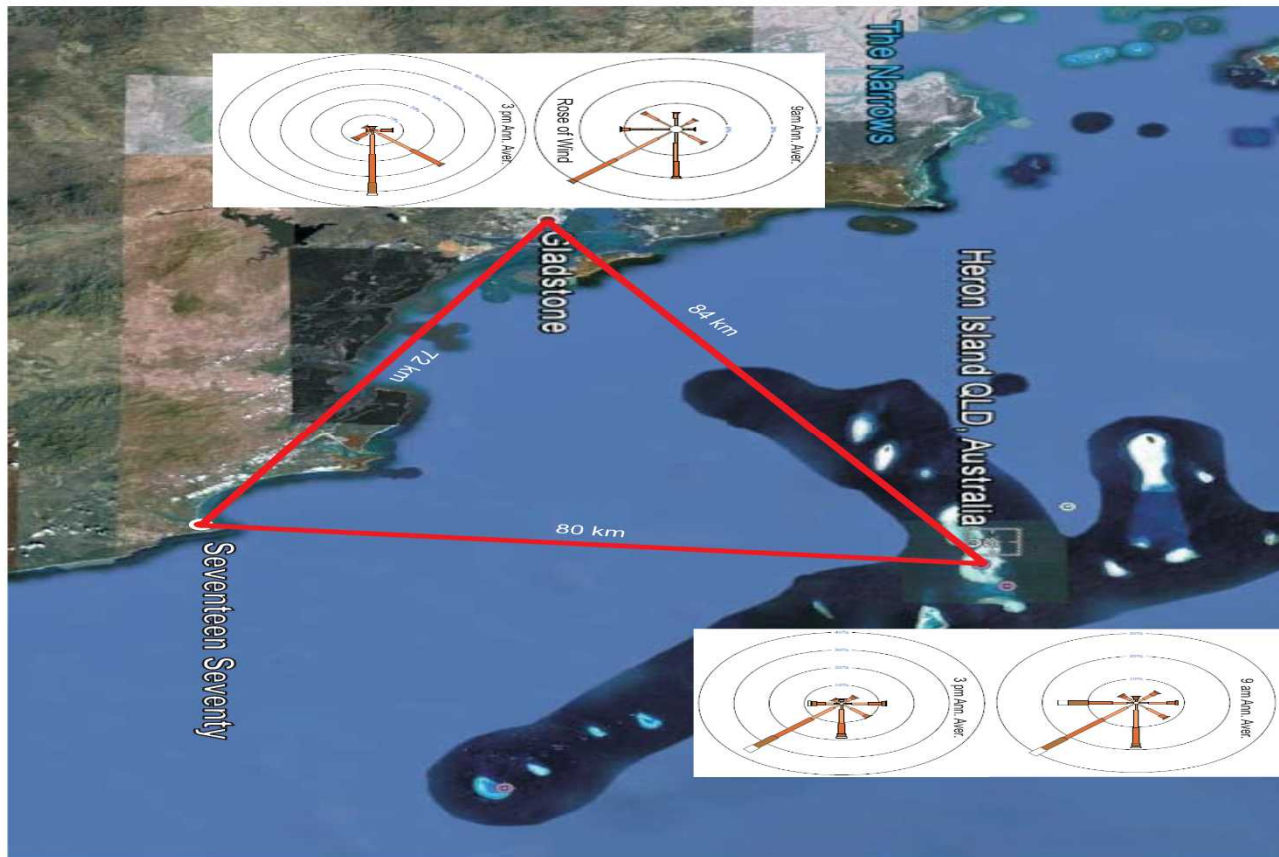 The Narrows
9am Ann. Aver.
Rose of Wind
3 pm Ann. Aver.
Gladstone
Heron Island QLD, Australia
84 km
72 km
80 km
Seventeen Seventy
9 am Ann. Aver.
3 pm Ann. Aver.